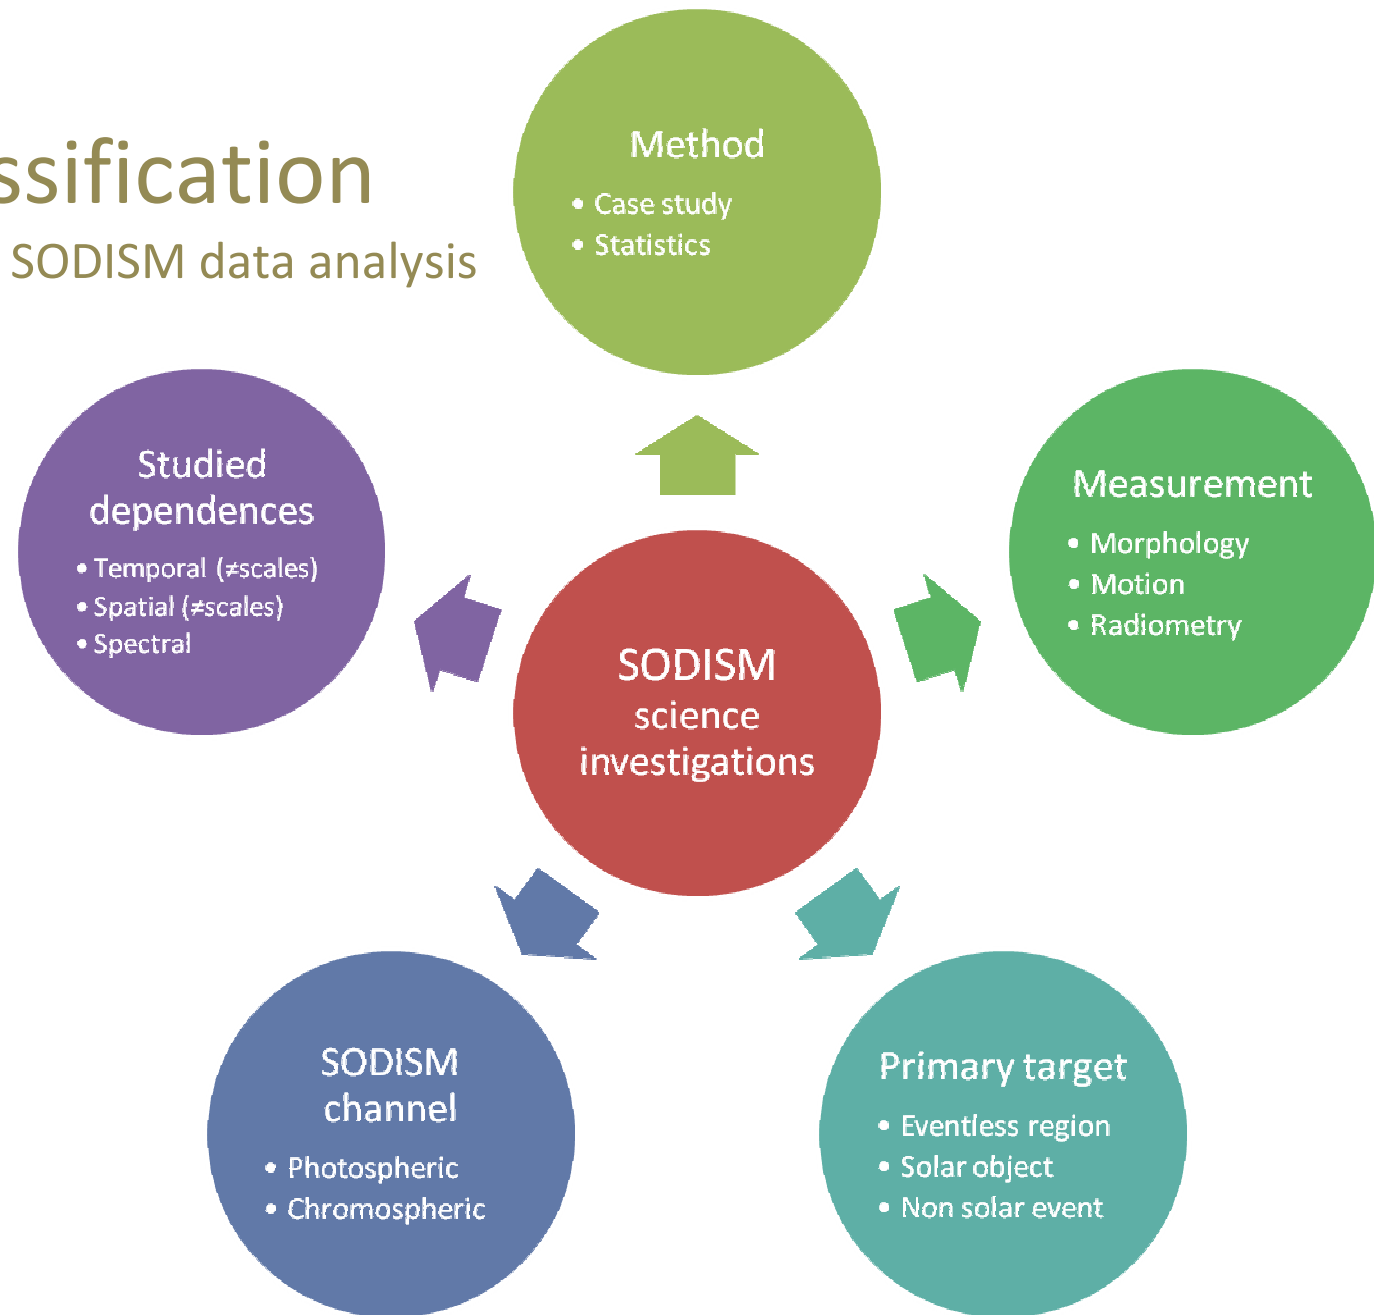 ssification
SODISM data analysis
Method
• Case study
• Statistics
Studied
dependences
• Temporal (≠scales)
• Spatial (≠scales)
• Spectral
Measurement
• Morphology
• Motion
• Radiometry
SODISM
science
investigations
SODISM
channel
• Photospheric
• Chromospheric
Primary target
• Eventless region
• Solar object
• Non solar event